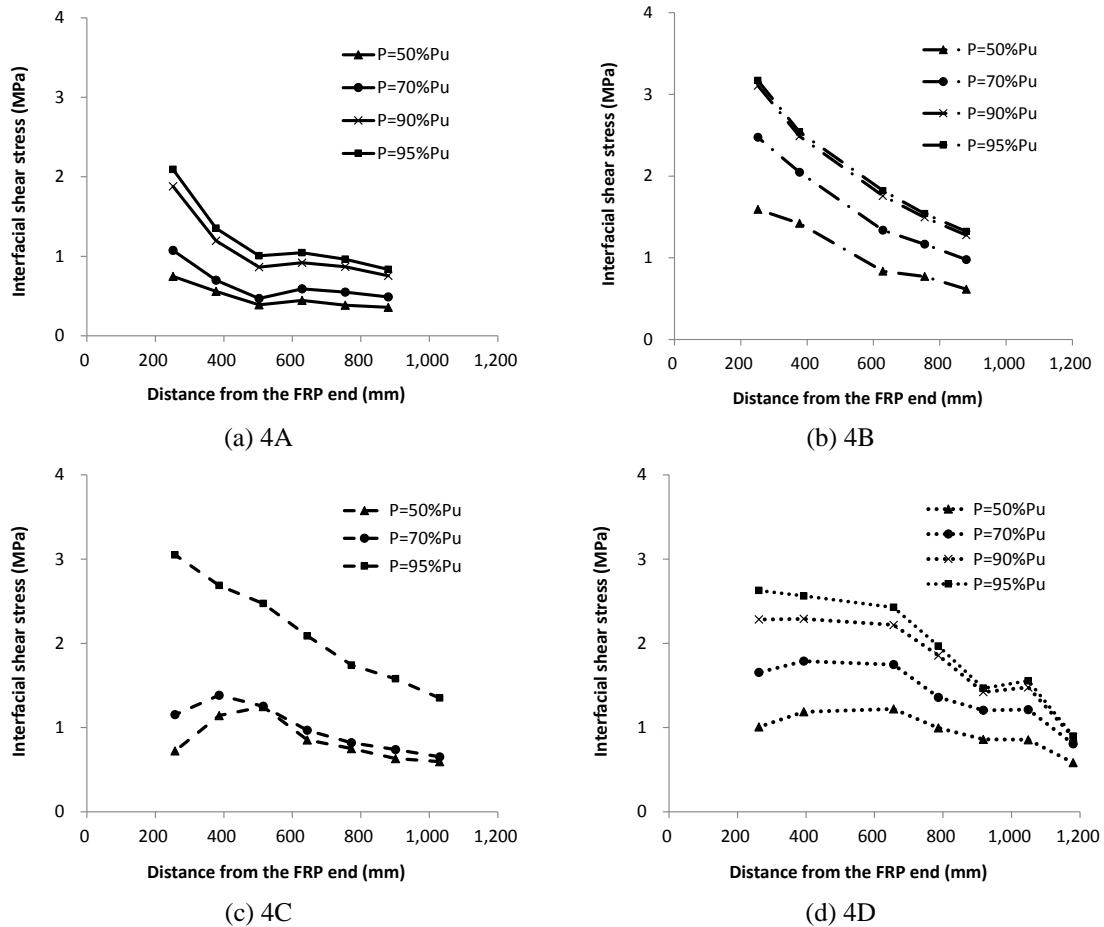 4
3
2
1
0
0
200
400
600
800
1,000
1,200
Interfacial shear stress (MPa)
Distance from the FRP end (mm)
P=50%Pu
P=70%Pu
P=90%Pu
P=95%Pu
(a) 4A
4
3
2
1
0
0
200
400
600
800
1,000
1,200
Interfacial shear stress (MPa)
Distance from the FRP end (mm)
P=50%Pu
P=70%Pu
P=90%Pu
P=95%Pu
(b) 4B
4
3
2
1
0
0
200
400
600
800
1,000
1,200
Interfacial shear stress (MPa)
Distance from the FRP end (mm)
P=50%Pu
P=70%Pu
P=95%Pu
(c) 4C
4
3
2
1
0
0
200
400
600
800
1,000
1,200
Interfacial shear stress (MPa)
Distance from the FRP end (mm)
P=50%Pu
P=70%Pu
P=90%Pu
P=95%Pu
(d) 4D